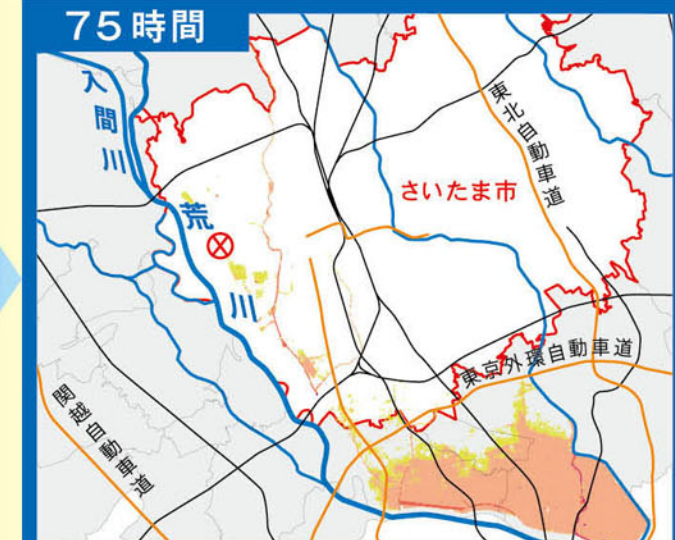 75時間
入間川
荒川
さいたま市
東北自動車道
東京外環自動車道
関越自動車道